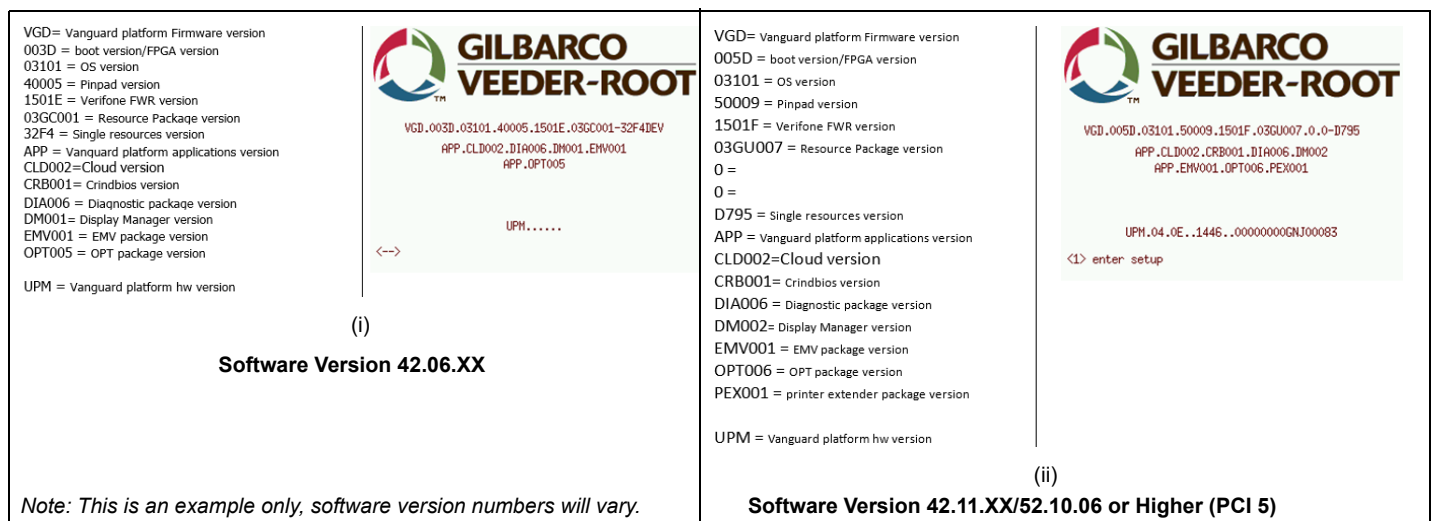 VGD= Vanguard platform Firmware version
003D = boot version/FPGA version
03101 = OS version
40005 = Pinpad version
1501E = Verifone FWR version
03GC001 = Resource Package version
32F4 = Single resources version
APP = Vanguard platform applications version
CLD002=Cloud version
CRB001= Crindbios version
DIA006 = Diagnostic package version
DM001= Display Manager version
EMV001 = EMV package version
OPT005 = OPT package version
UPM = Vanguard platform hw version
GILBARCO
VEEDER-ROOT
TM
VGD.003D.03101.40005.1501E.03GC001-32F4DEV
APP.CLD002.DIA006.DM001.EMV001
APP.OPT005
UPM......
<-->
(i)
Software Version 42.06.XX
Note: This is an example only, software version numbers will vary.
VGD= Vanguard platform Firmware version
005D = boot version/FPGA version
03101 = OS version
50009 = Pinpad version
1501F = Verifone FWR version
03GU007 = Resource Package version
0 =
0 =
D795 = Single resources version
APP = Vanguard platform applications version
CLD002=Cloud version
CRB001= Crindbios version
DIA006 = Diagnostic package version
DM002= Display Manager version
EMV001 = EMV package version
OPT006 = OPT package version
PEX001 = printer extender package version
UPM = Vanguard platform hw version
GILBARCO
VEEDER-ROOT
TM
VGD.005D.03101.50009.1501F.03GU007.0.0-D795
APP.CLD002.CRB001.DIA006.DM002
APP.EMV001.OPT006.PEX001
UPM.04.0E..1446..00000000GNJ00083
<1> enter setup
(ii)
Software Version 42.11.XX/52.10.06 or Higher (PCI 5)